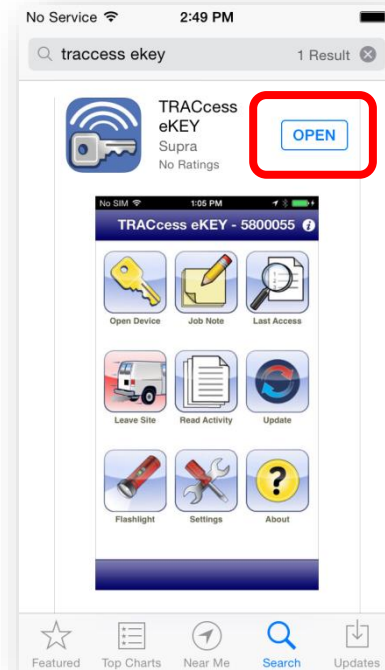 No Service 2:49 PM
traccess ekey 1 Result
TRACcess
eKEY
Supra
No Ratings
OPEN
No SIM 1:05 PM
TRACcess eKEY - 5800055 i
Open Device Job Note Last Access
Leave Site Read Activity Update
Flashlight Settings About
Featured Top Charts Near Me Search Updates